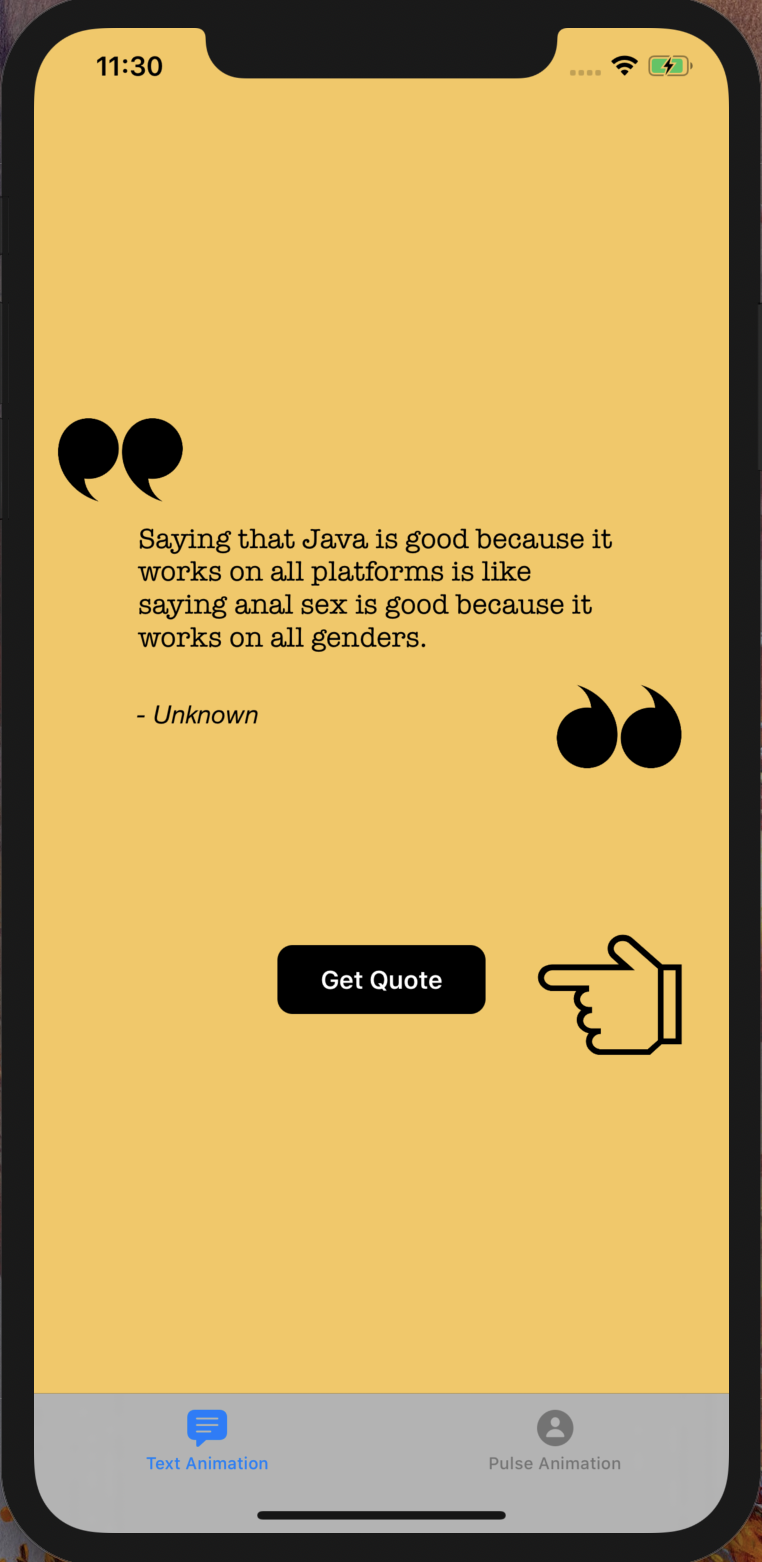 11:30
Saying that Java is good because it
works on all platforms is like
saying anal sex is good because it
works on all genders.
- Unknown
Get Quote
Text Animation
Pulse Animation